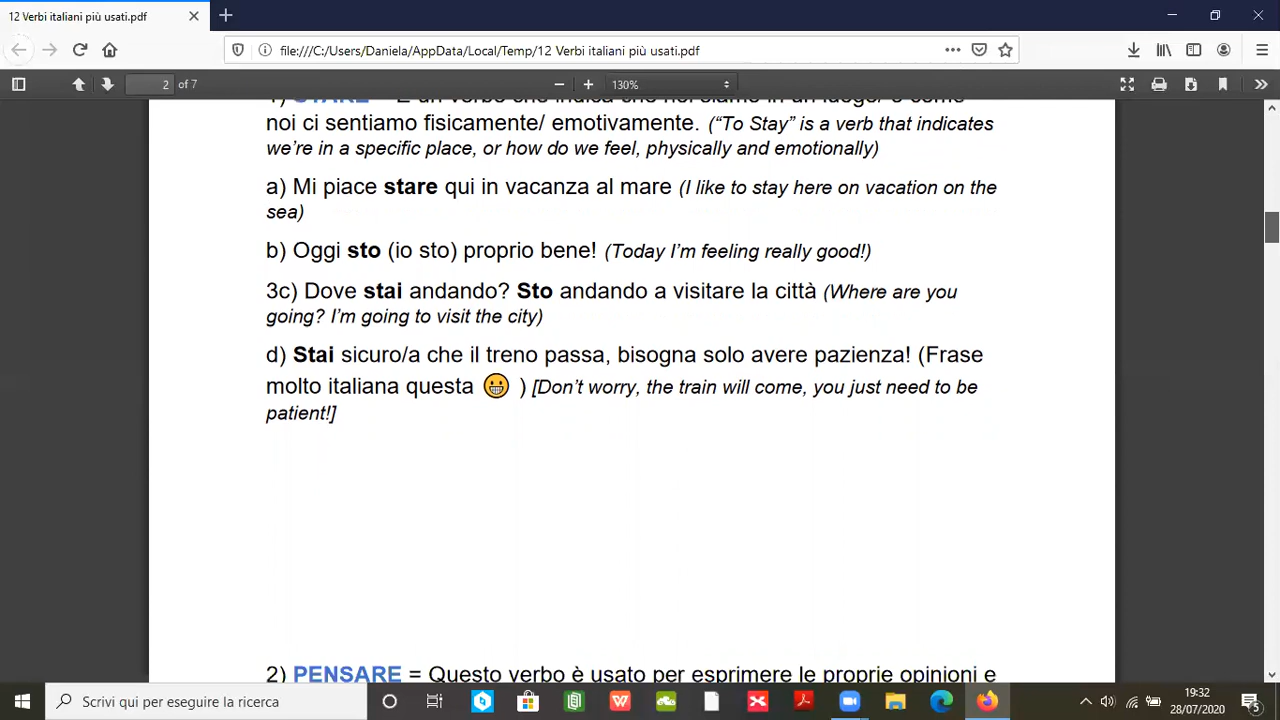 12 Verbi italiani più usati.pdf
file:///C:/Users/Daniela/AppData/Local/Temp/12 Verbi italiani più usati.pdf
2 of 7
130%
noi ci sentiamo fisicamente/ emotivamente. (“To Stay” is a verb that indicates
we’re in a specific place, or how do we feel, physically and emotionally)
a) Mi piace stare qui in vacanza al mare (I like to stay here on vacation on the
sea)
b) Oggi sto (io sto) proprio bene! (Today I’m feeling really good!)
3c) Dove stai andando? Sto andando a visitare la città (Where are you
going? I’m going to visit the city)
d) Stai sicuro/a che il treno passa, bisogna solo avere pazienza! (Frase
molto italiana questa 😁 ) [Don’t worry, the train will come, you just need to be
patient!]
2) PENSARE = Questo verbo è usato per esprimere le proprie opinioni e
Scrivi qui per eseguire la ricerca
19:32
28/07/2020
5